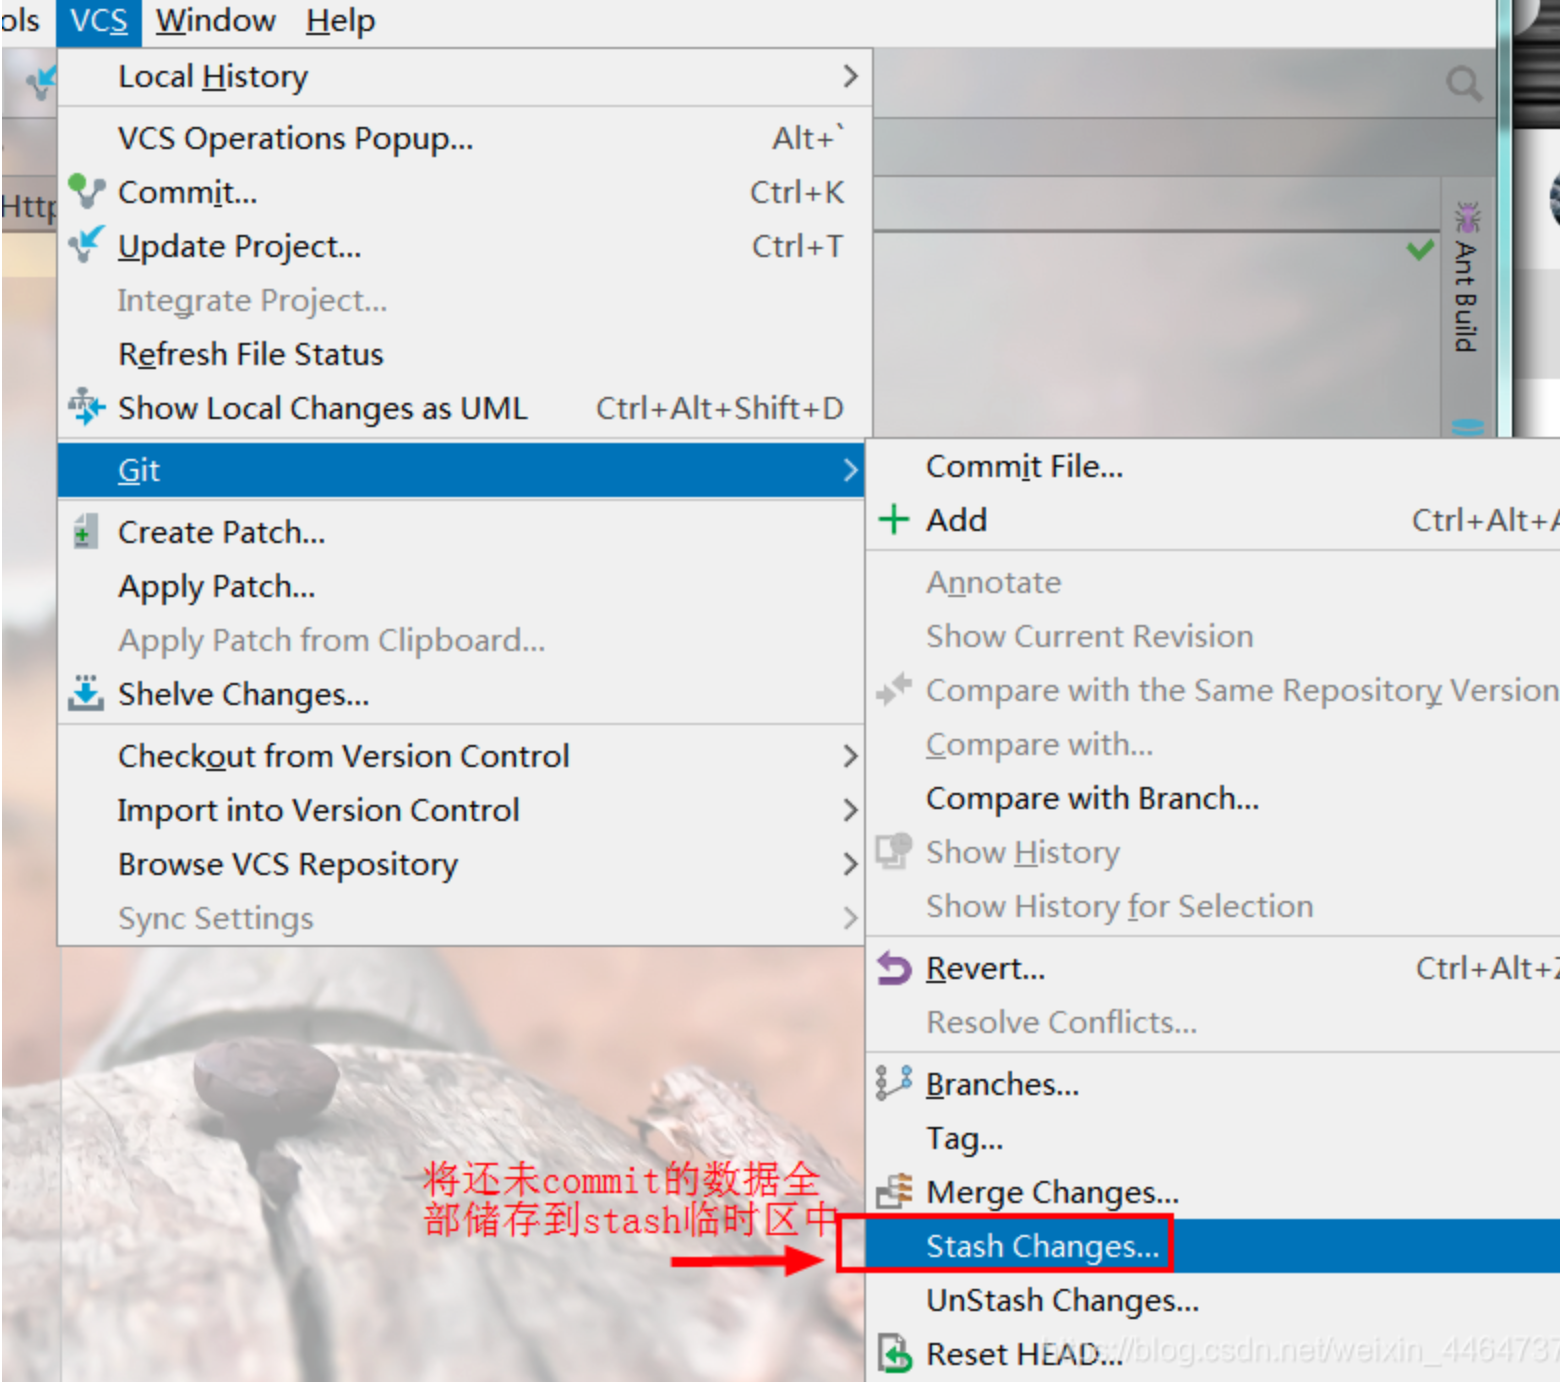 ols VCS Window Help
Local History
VCS Operations Popup... Alt+`
Commit... Ctrl+K
Http
Update Project... Ctrl+T
Integrate Project...
Refresh File Status
Show Local Changes as UML Ctrl+Alt+Shift+D
Ant Build
Git
Create Patch...
Apply Patch...
Apply Patch from Clipboard...
Shelve Changes...
Checkout from Version Control
Import into Version Control
Browse VCS Repository
Sync Settings
Commit File...
Add Ctrl+Alt+A
Annotate
Show Current Revision
Compare with the Same Repository Version
Compare with...
Compare with Branch...
Show History
Show History for Selection
Revert... Ctrl+Alt+Z
Resolve Conflicts...
Branches...
Tag...
Merge Changes...
Stash Changes...
UnStash Changes...
Reset HEAD...
将还未commit的数据全
部储存到stash临时区中
https://blog.csdn.net/weixin_4464737